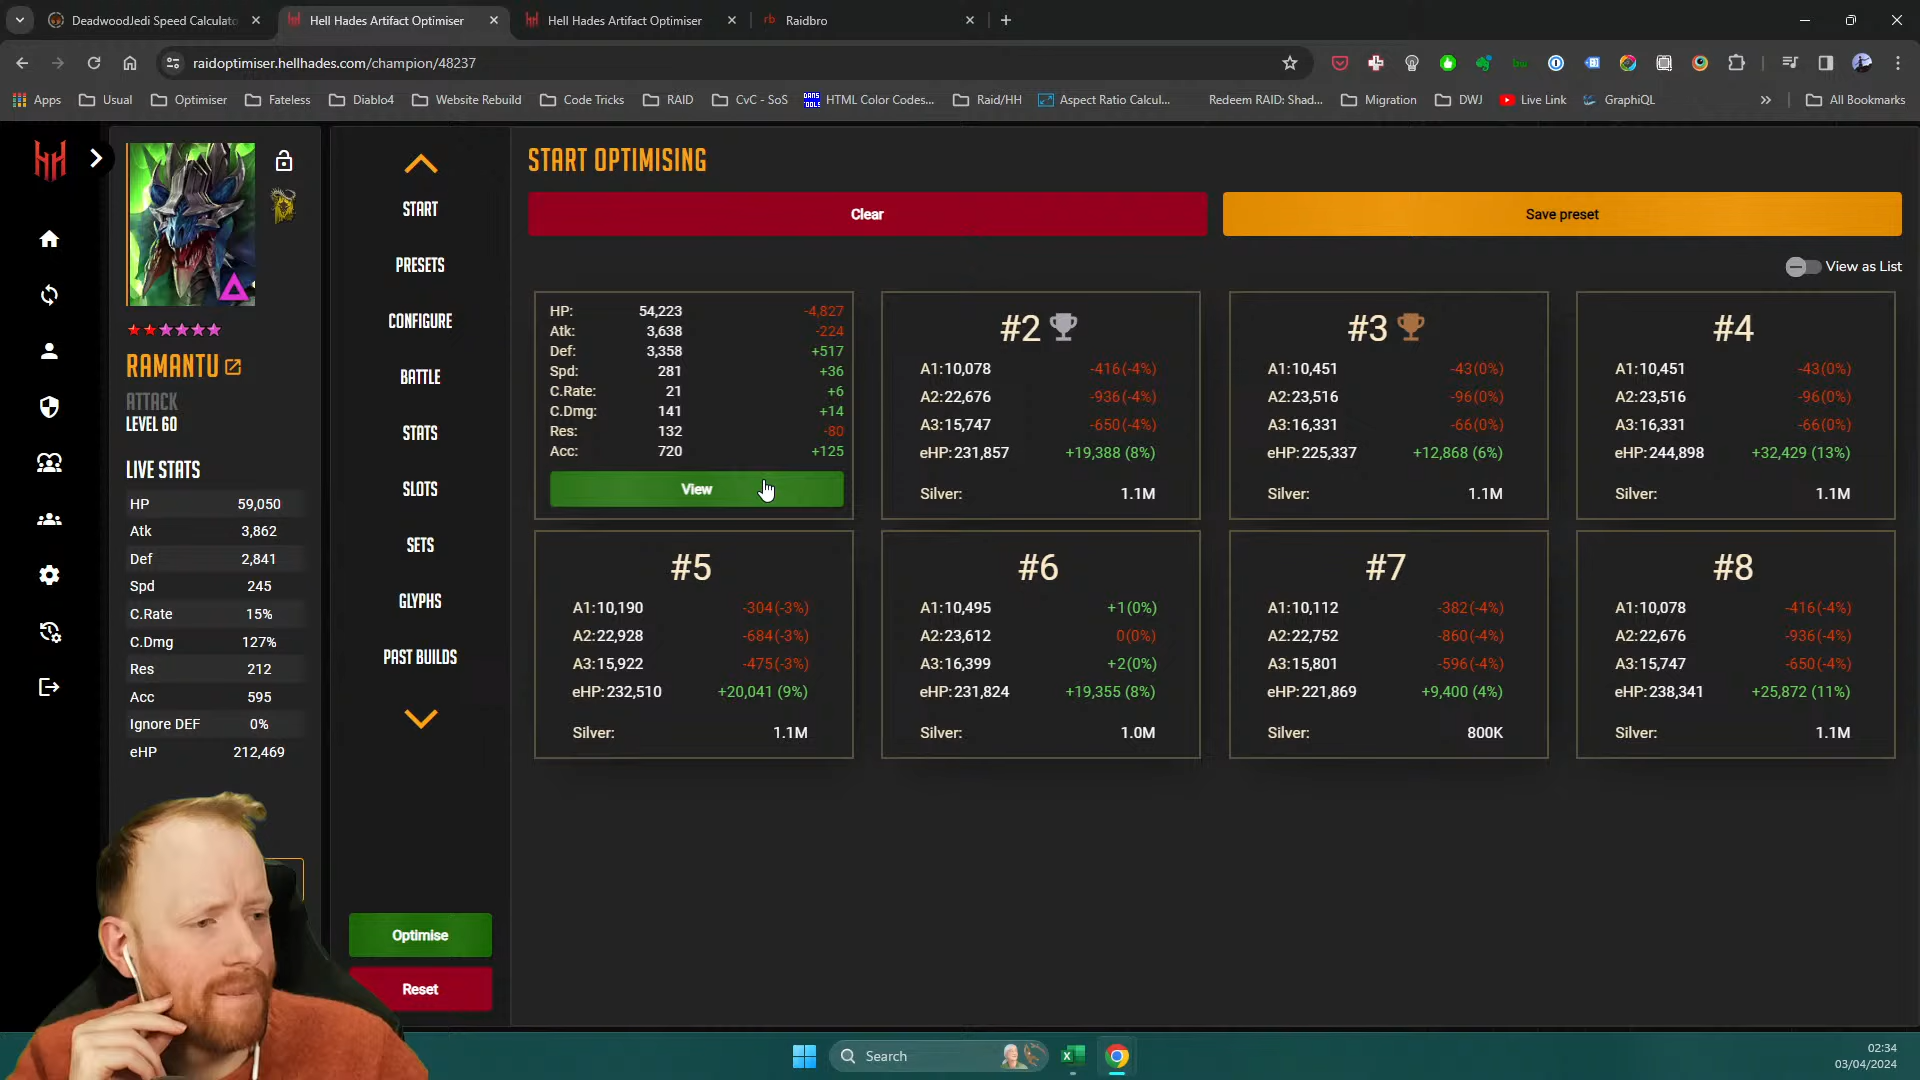 DeadwoodJedi Speed Calculato
Hell Hades Artifact Optimiser
Hell Hades Artifact Optimiser
rb Raidbro
raidoptimiser.hellhades.com/champion/48237
Apps
Usual
Optimiser
Fateless
Diablo4
Website Rebuild
Code Tricks
RAID
CvC - SoS
HTML Color Codes...
Raid/HH
Aspect Ratio Calcul...
Redeem RAID: Shad...
Migration
DWJ
Live Link
GraphiQL
All Bookmarks
RAMANTU
ATTACK
LEVEL 60
LIVE STATS
HP 59,050
Atk 3,862
Def 2,841
Spd 245
C.Rate 15%
C.Dmg 127%
Res 212
Acc 595
Ignore DEF 0%
eHP 212,469
START
PRESETS
CONFIGURE
BATTLE
STATS
SLOTS
SETS
GLYPHS
PAST BUILDS
Optimise
Reset
START OPTIMISING
Clear
Save preset
View as List
HP: 54,223 -4,827
Atk: 3,638 -224
Def: 3,358 +517
Spd: 281 +36
C.Rate: 21 +6
C.Dmg: 141 +14
Res: 132 -80
Acc: 720 +125
View
#2
A1:10,078 -416(-4%)
A2:22,676 -936(-4%)
A3:15,747 -650(-4%)
eHP:231,857 +19,388 (8%)
Silver: 1.1M
#3
A1:10,451 -43(0%)
A2:23,516 -96(0%)
A3:16,331 -66(0%)
eHP:225,337 +12,868 (6%)
Silver: 1.1M
#4
A1:10,451 -43(0%)
A2:23,516 -96(0%)
A3:16,331 -66(0%)
eHP:244,898 +32,429 (13%)
Silver: 1.1M
#5
A1:10,190 -304(-3%)
A2:22,928 -684(-3%)
A3:15,922 -475(-3%)
eHP:232,510 +20,041 (9%)
Silver: 1.1M
#6
A1:10,495 +1(0%)
A2:23,612 0(0%)
A3:16,399 +2(0%)
eHP:231,824 +19,355 (8%)
Silver: 1.0M
#7
A1:10,112 -382(-4%)
A2:22,752 -860(-4%)
A3:15,801 -596(-4%)
eHP:221,869 +9,400 (4%)
Silver: 800K
#8
A1:10,078 -416(-4%)
A2:22,676 -936(-4%)
A3:15,747 -650(-4%)
eHP:238,341 +25,872 (11%)
Silver: 1.1M
Search
02:34
03/04/2024